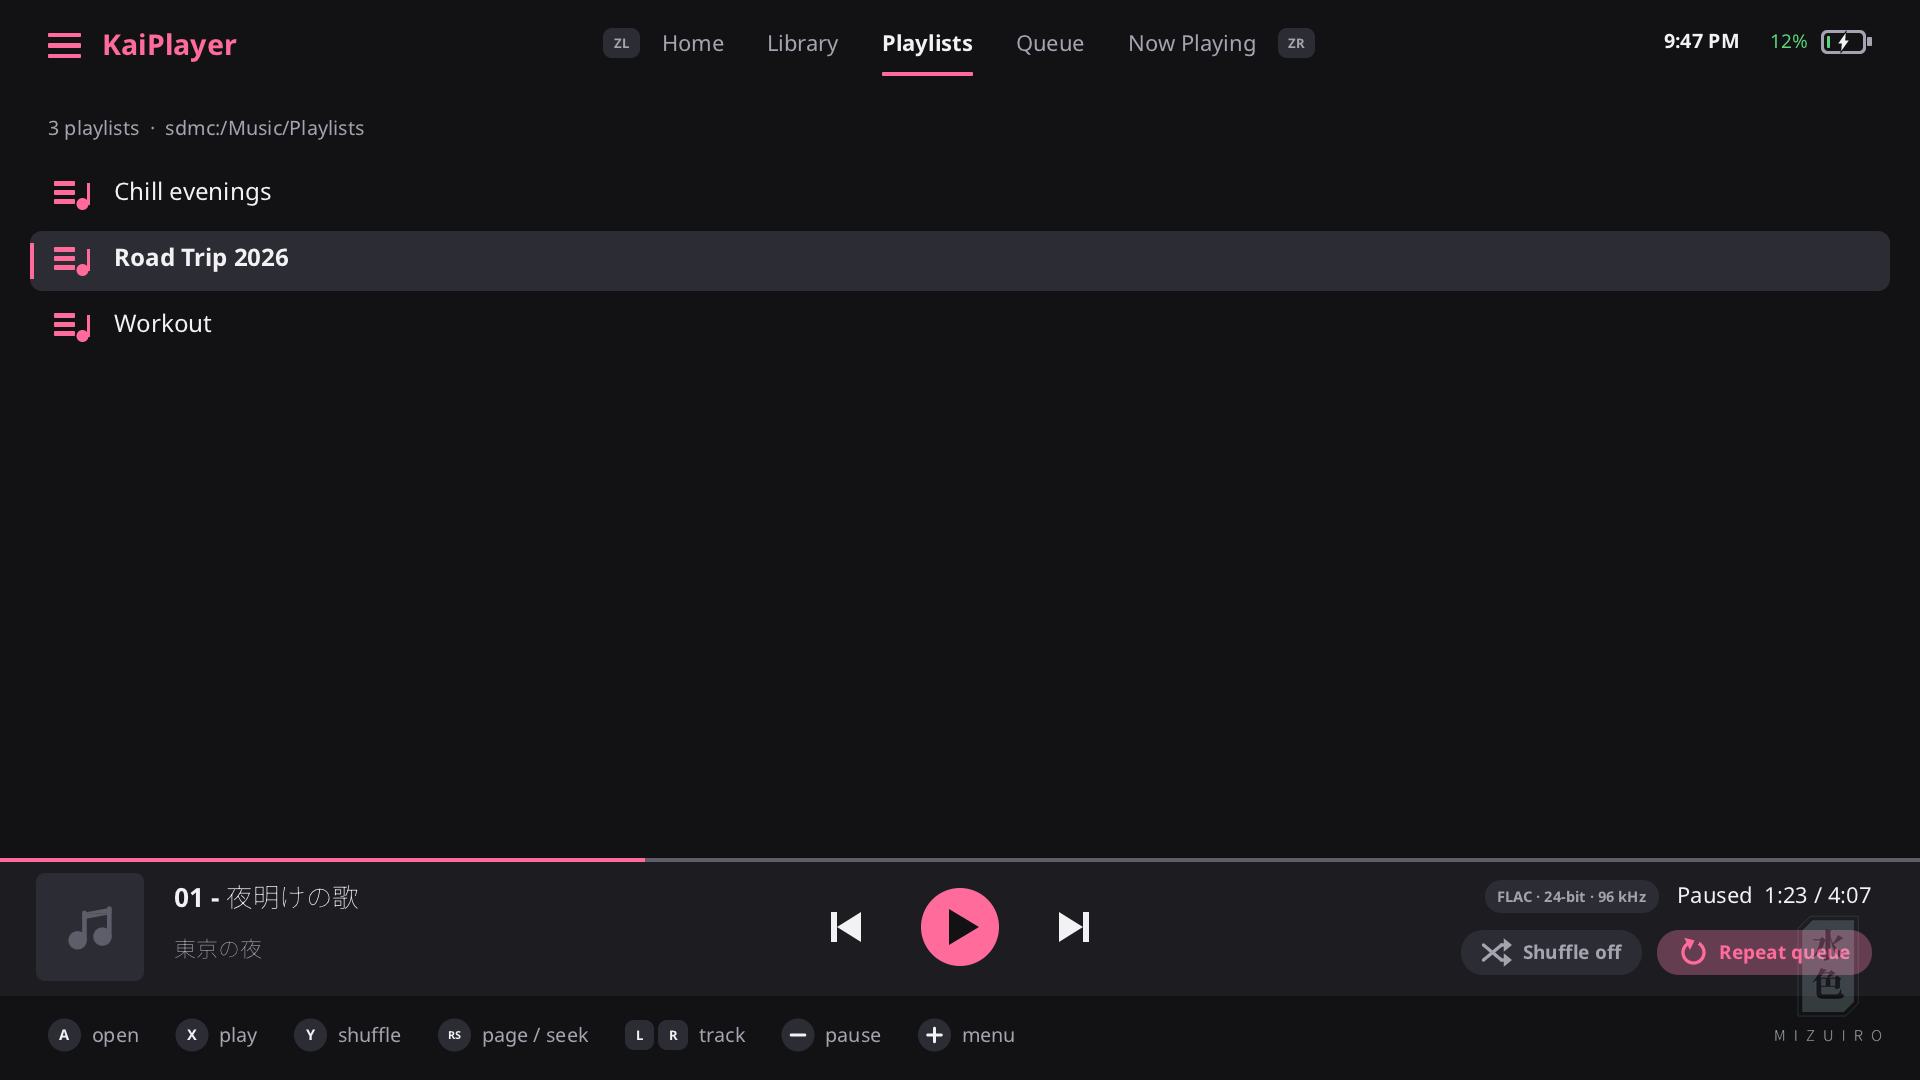 KaiPlayer
ZL Home Library Playlists Queue Now Playing ZR
9:47 PM 12%
3 playlists · sdmc:/Music/Playlists
Chill evenings
Road Trip 2026
Workout
01 - 夜明けの歌
東京の夜
FLAC · 24-bit · 96 kHz Paused 1:23 / 4:07
Shuffle off Repeat queue
水色
MIZUIRO
A open X play Y shuffle RS page / seek L R track pause menu